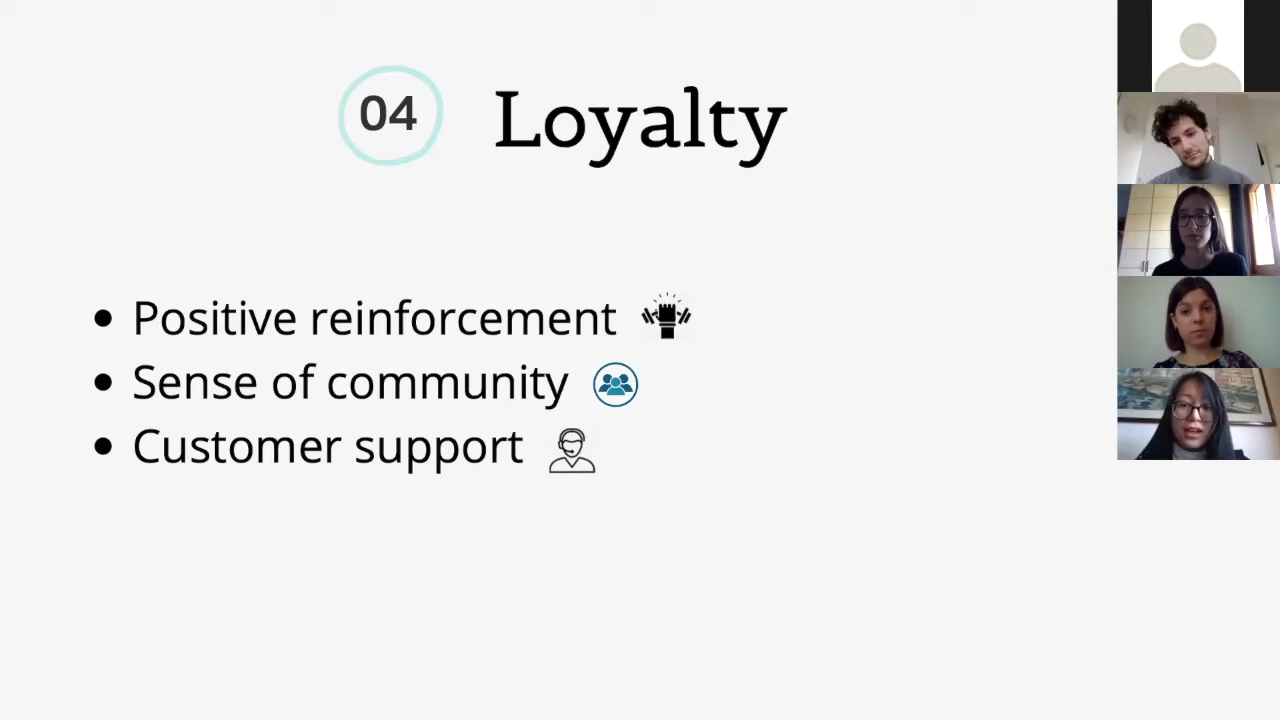 04 Loyalty
• Positive reinforcement
• Sense of community
• Customer support